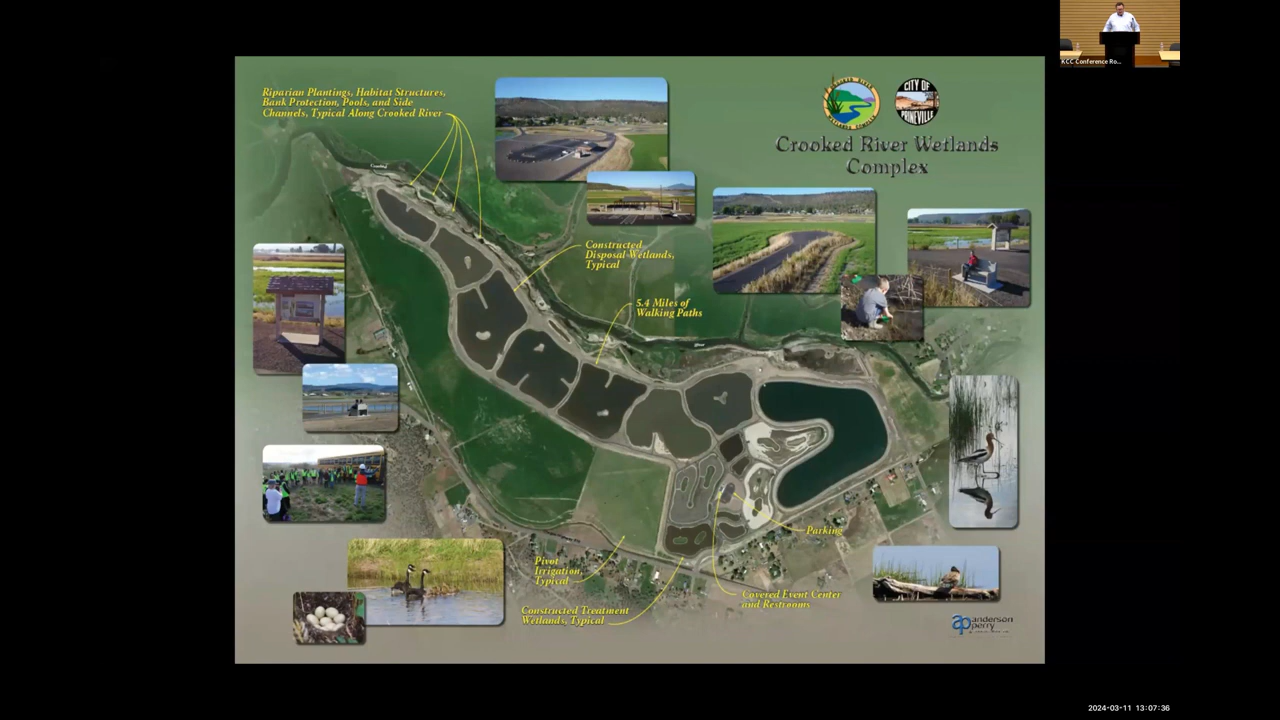 KCC Conference Ro...
Riparian Plantings, Habitat Structures,
Bank Protection, Pools, and Side
Channels, Typical Along Crooked River
CITY OF
PRINEVILLE
Crooked River Wetlands
Complex
Constructed
Disposal Wetlands,
Typical
5.4 Miles of
Walking Paths
Parking
Pivot
Irrigation,
Typical
Covered Event Center
and Restrooms
Constructed Treatment
Wetlands, Typical
ap anderson
perry
2024-03-11 13:07:36